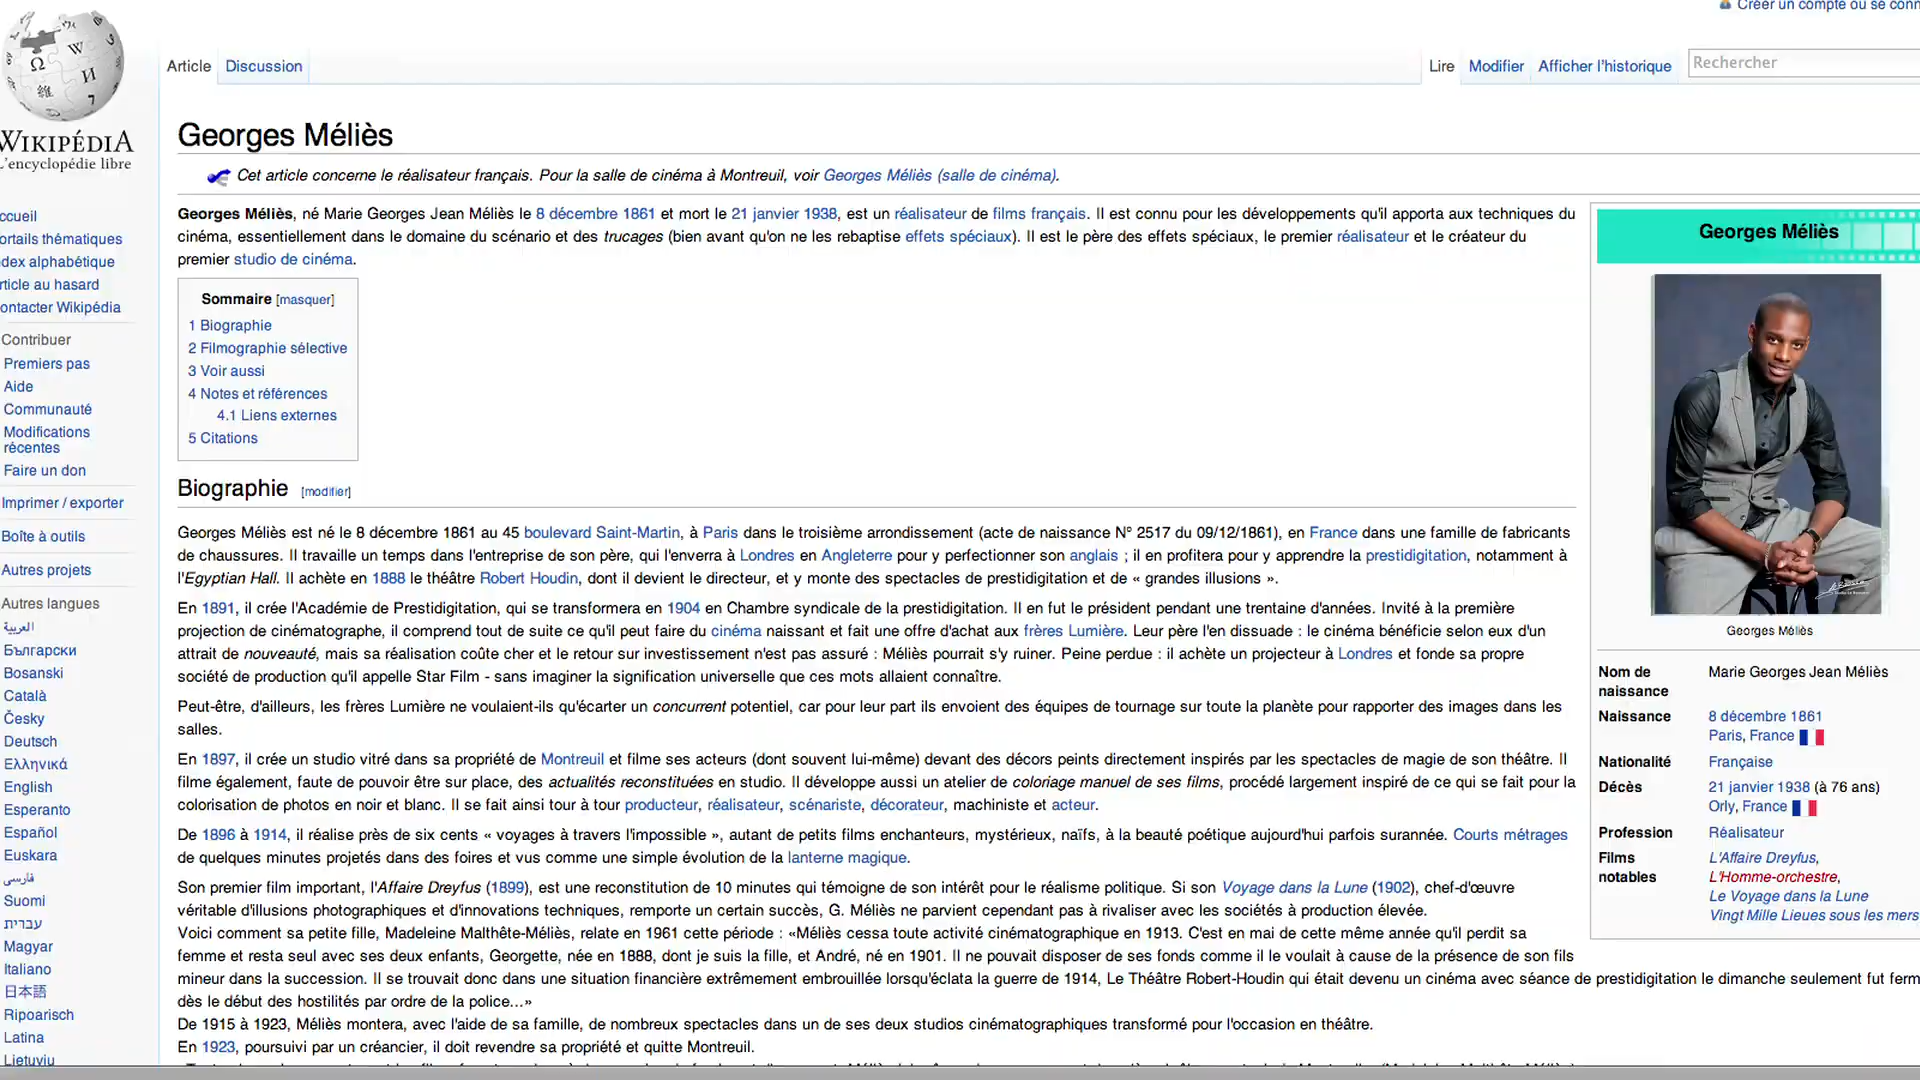 Créer un compte ou se conn
Article
Discussion
Lire
Modifier
Afficher l'historique
Rechercher
WIKIPÉDIA
L'encyclopédie libre
ccueil
ortails thématiques
ndex alphabétique
rticle au hasard
ontacter Wikipédia
Contribuer
Premiers pas
Aide
Communauté
Modifications
récentes
Faire un don
Imprimer / exporter
Boîte à outils
Autres projets
Autres langues
العربية
Български
Bosanski
Català
Česky
Deutsch
Ελληνικά
English
Esperanto
Español
Euskara
فارسی
Suomi
עברית
Magyar
Italiano
日本語
Ripoarisch
Latina
Lietuvių
Georges Méliès
Cet article concerne le réalisateur français. Pour la salle de cinéma à Montreuil, voir Georges Méliès (salle de cinéma).
Georges Méliès, né Marie Georges Jean Méliès le 8 décembre 1861 et mort le 21 janvier 1938, est un réalisateur de films français. Il est connu pour les développements qu'il apporta aux techniques du
cinéma, essentiellement dans le domaine du scénario et des trucages (bien avant qu'on ne les rebaptise effets spéciaux). Il est le père des effets spéciaux, le premier réalisateur et le créateur du
premier studio de cinéma.
Sommaire [masquer]
1 Biographie
2 Filmographie sélective
3 Voir aussi
4 Notes et références
4.1 Liens externes
5 Citations
Biographie [modifier]
Georges Méliès est né le 8 décembre 1861 au 45 boulevard Saint-Martin, à Paris dans le troisième arrondissement (acte de naissance N° 2517 du 09/12/1861), en France dans une famille de fabricants
de chaussures. Il travaille un temps dans l'entreprise de son père, qui l'enverra à Londres en Angleterre pour y perfectionner son anglais ; il en profitera pour y apprendre la prestidigitation, notamment à
l'Egyptian Hall. Il achète en 1888 le théâtre Robert Houdin, dont il devient le directeur, et y monte des spectacles de prestidigitation et de « grandes illusions ».
En 1891, il crée l'Académie de Prestidigitation, qui se transformera en 1904 en Chambre syndicale de la prestidigitation. Il en fut le président pendant une trentaine d'années. Invité à la première
projection de cinématographe, il comprend tout de suite ce qu'il peut faire du cinéma naissant et fait une offre d'achat aux frères Lumière. Leur père l'en dissuade : le cinéma bénéficie selon eux d'un
attrait de nouveauté, mais sa réalisation coûte cher et le retour sur investissement n'est pas assuré : Méliès pourrait s'y ruiner. Peine perdue : il achète un projecteur à Londres et fonde sa propre
société de production qu'il appelle Star Film - sans imaginer la signification universelle que ces mots allaient connaître.
Peut-être, d'ailleurs, les frères Lumière ne voulaient-ils qu'écarter un concurrent potentiel, car pour leur part ils envoient des équipes de tournage sur toute la planète pour rapporter des images dans les
salles.
En 1897, il crée un studio vitré dans sa propriété de Montreuil et filme ses acteurs (dont souvent lui-même) devant des décors peints directement inspirés par les spectacles de magie de son théâtre. Il
filme également, faute de pouvoir être sur place, des actualités reconstituées en studio. Il développe aussi un atelier de coloriage manuel de ses films, procédé largement inspiré de ce qui se fait pour la
colorisation de photos en noir et blanc. Il se fait ainsi tour à tour producteur, réalisateur, scénariste, décorateur, machiniste et acteur.
De 1896 à 1914, il réalise près de six cents « voyages à travers l'impossible », autant de petits films enchanteurs, mystérieux, naïfs, à la beauté poétique aujourd'hui parfois surannée. Courts métrages
de quelques minutes projetés dans des foires et vus comme une simple évolution de la lanterne magique.
Son premier film important, l'Affaire Dreyfus (1899), est une reconstitution de 10 minutes qui témoigne de son intérêt pour le réalisme politique. Si son Voyage dans la Lune (1902), chef-d'œuvre
véritable d'illusions photographiques et d'innovations techniques, remporte un certain succès, G. Méliès ne parvient cependant pas à rivaliser avec les sociétés à production élevée.
Voici comment sa petite fille, Madeleine Malthête-Méliès, relate en 1961 cette période : «Méliès cessa toute activité cinématographique en 1913. C'est en mai de cette même année qu'il perdit sa
femme et resta seul avec ses deux enfants, Georgette, née en 1888, dont je suis la fille, et André, né en 1901. Il ne pouvait disposer de ses fonds comme il le voulait à cause de la présence de son fils
mineur dans la succession. Il se trouvait donc dans une situation financière extrêmement embrouillée lorsqu'éclata la guerre de 1914, Le Théâtre Robert-Houdin qui était devenu un cinéma avec séance de prestidigitation le dimanche seulement fut ferm
dès le début des hostilités par ordre de la police...»
De 1915 à 1923, Méliès montera, avec l'aide de sa famille, de nombreux spectacles dans un de ses deux studios cinématographiques transformé pour l'occasion en théâtre.
En 1923, poursuivi par un créancier, il doit revendre sa propriété et quitte Montreuil.
Georges Méliès
Georges Méliès
Nom de naissance Marie Georges Jean Méliès
Naissance 8 décembre 1861
Paris, France
Nationalité Française
Décès 21 janvier 1938 (à 76 ans)
Orly, France
Profession Réalisateur
Films notables L'Affaire Dreyfus,
L'Homme-orchestre,
Le Voyage dans la Lune
Vingt Mille Lieues sous les mers